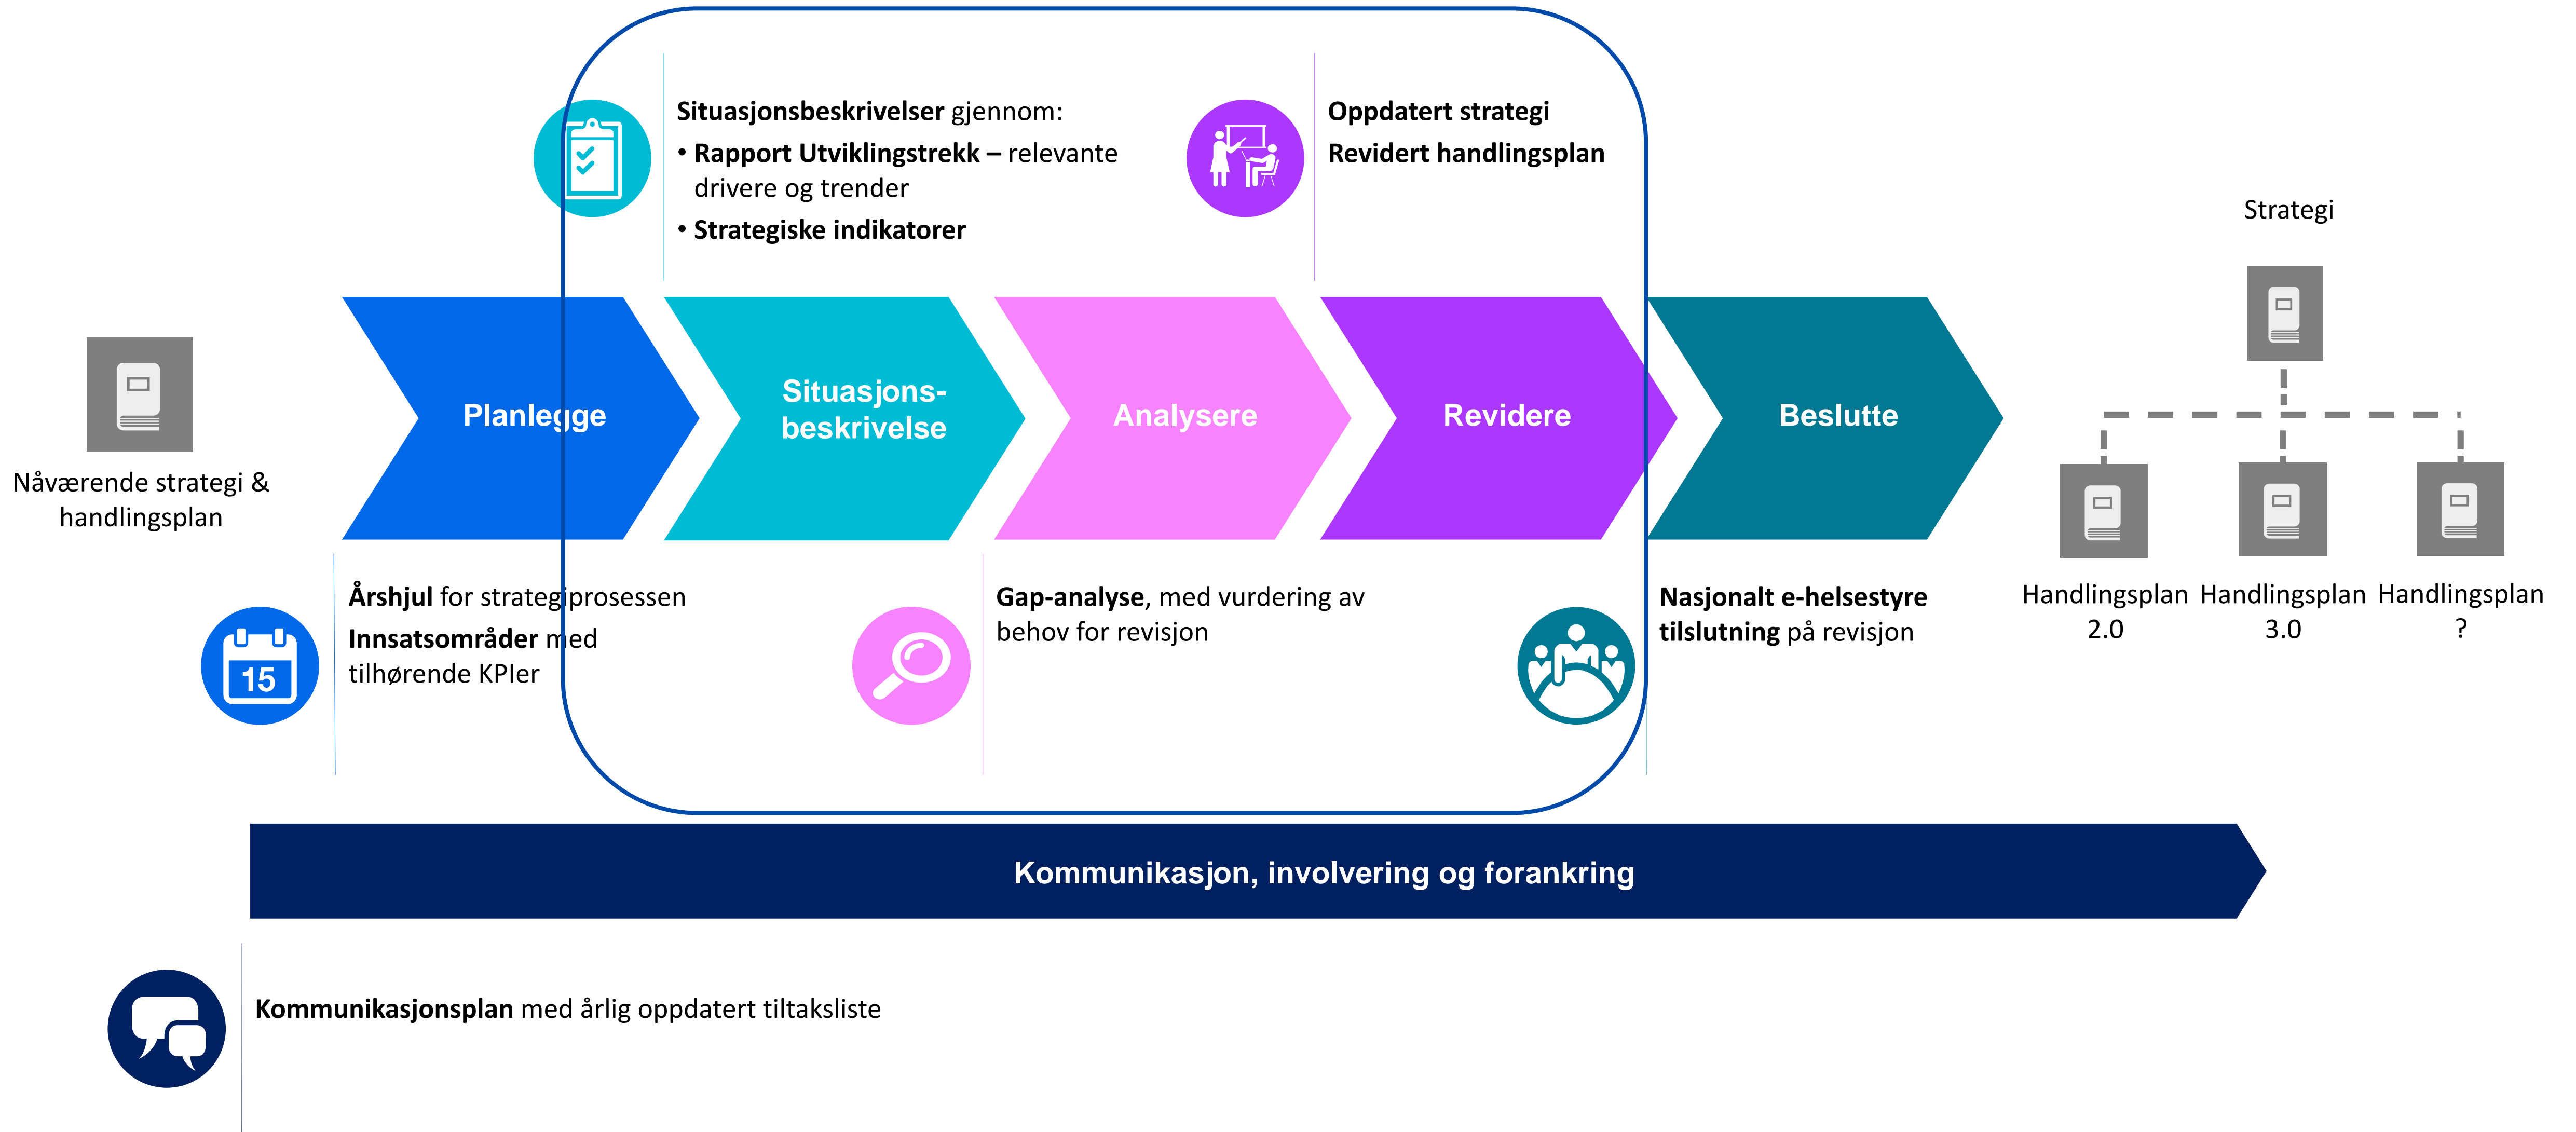 Situasjonsbeskrivelser gjennom:
• Rapport Utviklingstrekk – relevante
drivere og trender
• Strategiske indikatorer
Oppdatert strategi
Revidert handlingsplan
Strategi
Nåværende strategi &
handlingsplan
Planlegge
Situasjons-
beskrivelse
Analysere
Revidere
Beslutte
Årshjul for strategiprosessen
Innsatsområder med
tilhørende KPIer
15
Gap-analyse, med vurdering av
behov for revisjon
Nasjonalt e-helsestyre
tilslutning på revisjon
Handlingsplan
2.0
Handlingsplan
3.0
Handlingsplan
?
Kommunikasjon, involvering og forankring
Kommunikasjonsplan med årlig oppdatert tiltaksliste